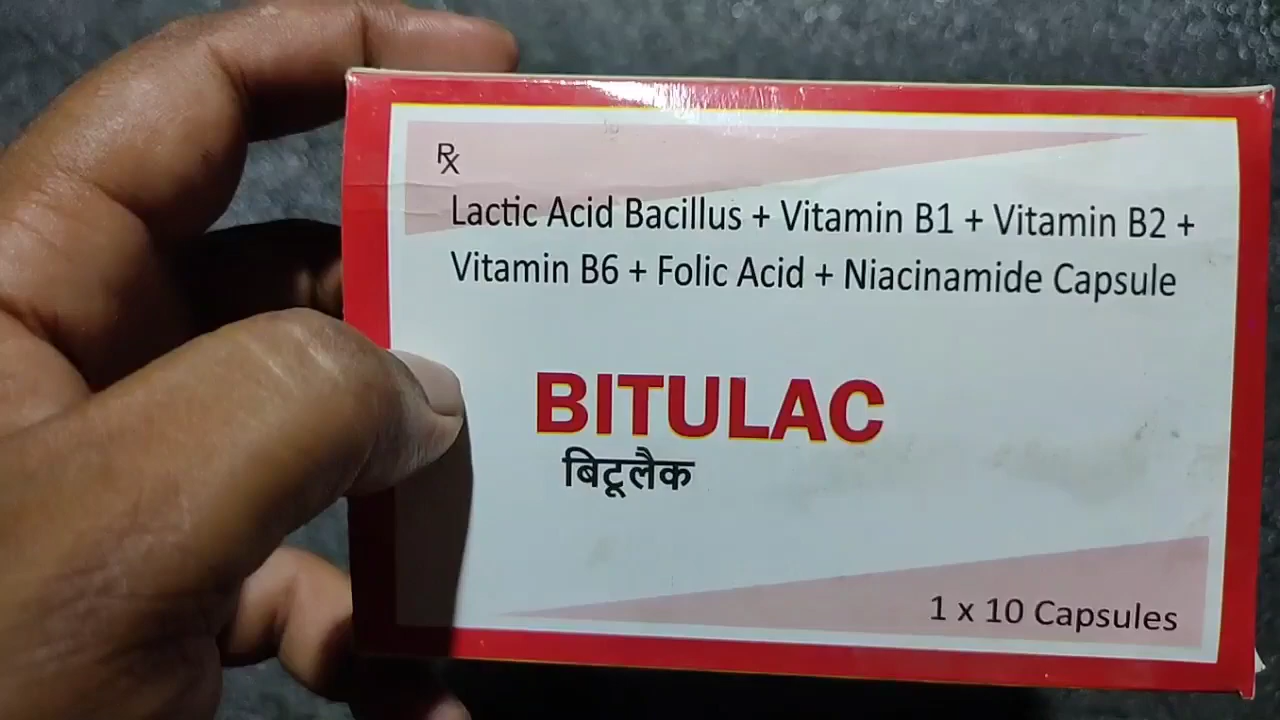 Rx
Lactic Acid Bacillus + Vitamin B1 + Vitamin B2 +
Vitamin B6 + Folic Acid + Niacinamide Capsule
BITULAC
बिटूलैक
1 x 10 Capsules